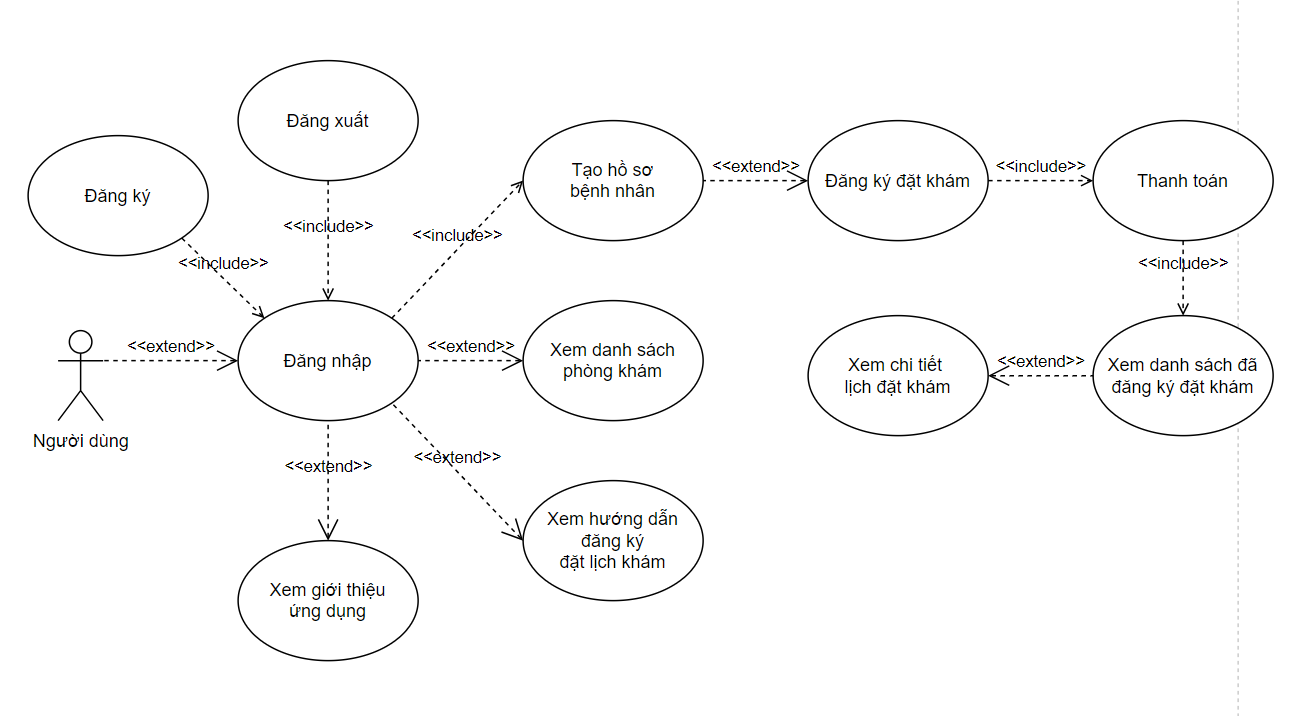 Đăng xuất
Đăng ký
Tạo hồ sơ
bệnh nhân
<<extend>>
Đăng ký đặt khám
<<include>>
Thanh toán
<<include>>
<<include>>
<<include>>
<<include>>
<<extend>>
Đăng nhập
<<extend>>
Xem danh sách
phòng khám
Xem chi tiết
lịch đặt khám
<<extend>>
Xem danh sách đã
đăng ký đặt khám
Người dùng
<<extend>>
<<extend>>
Xem hướng dẫn
đăng ký
đặt lịch khám
Xem giới thiệu
ứng dụng